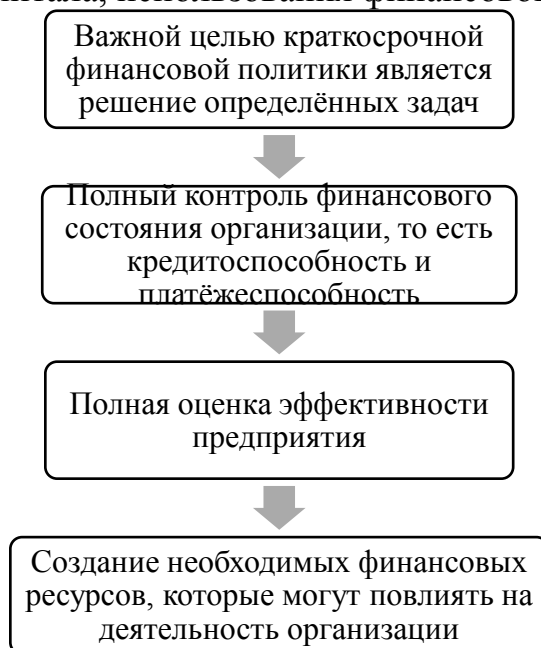 Важной целью краткосрочной
финансовой политики является
решение определённых задач
Полный контроль финансового
состояния организации, то есть
кредитоспособность и
платёжеспособность
Полная оценка эффективности
предприятия
Создание необходимых финансовых
ресурсов, которые могут повлиять на
деятельность организации